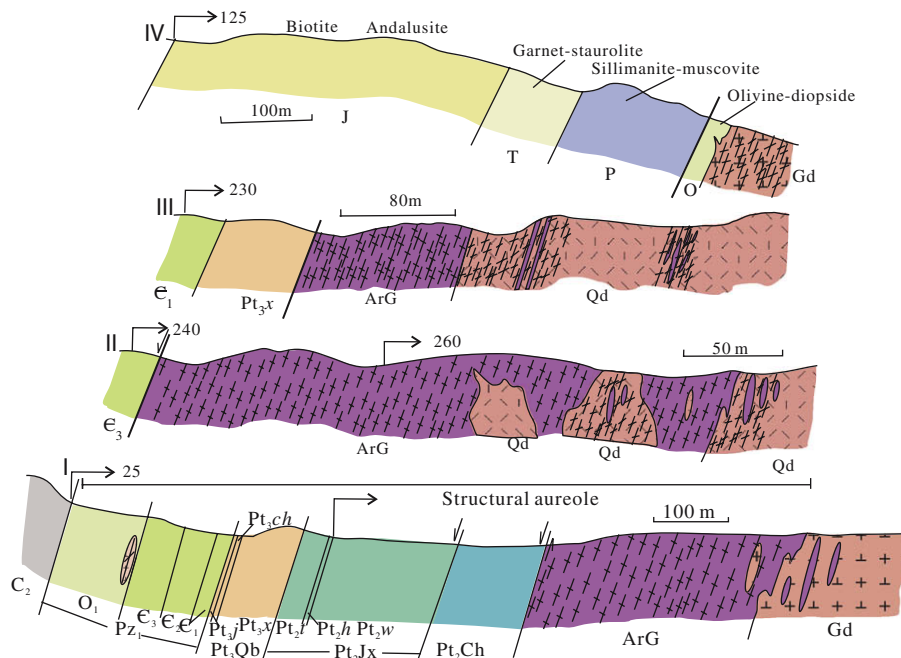 IV 125
Biotite Andalusite
Garnet-staurolite
Sillimanite-muscovite
Olivine-diopside
100m
J
T
P
O
Gd
III 230
80m
Є₁
Pt₃x
ArG
Qd
II 240
260
50 m
Є₃
ArG
Qd
Qd
Qd
I 25
Structural aureole
Pt₃ch
100 m
C₂
O₁
Є₃ Є₂ Є₁
Pt₃j Pt₃x Pt₂t Pt₂h Pt₂w
Pz₁
Pt₃Qb
Pt₂Jx
Pt₂Ch
ArG
Gd